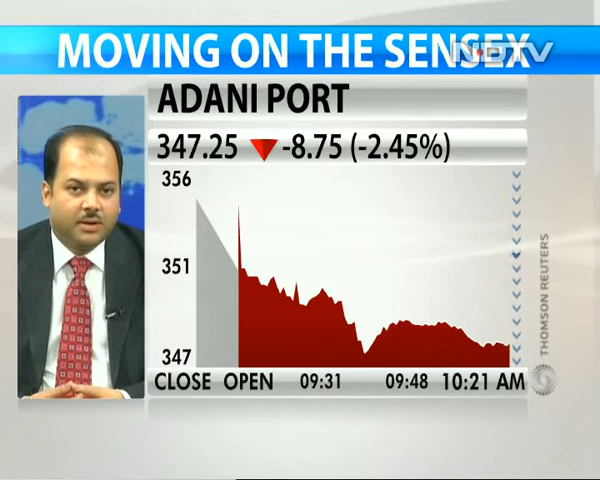 MOVING ON THE SENSEX
NDTV
ADANI PORT
347.25 -8.75 (-2.45%)
356
351
347
CLOSE OPEN 09:31 09:48 10:21 AM
THOMSON REUTERS